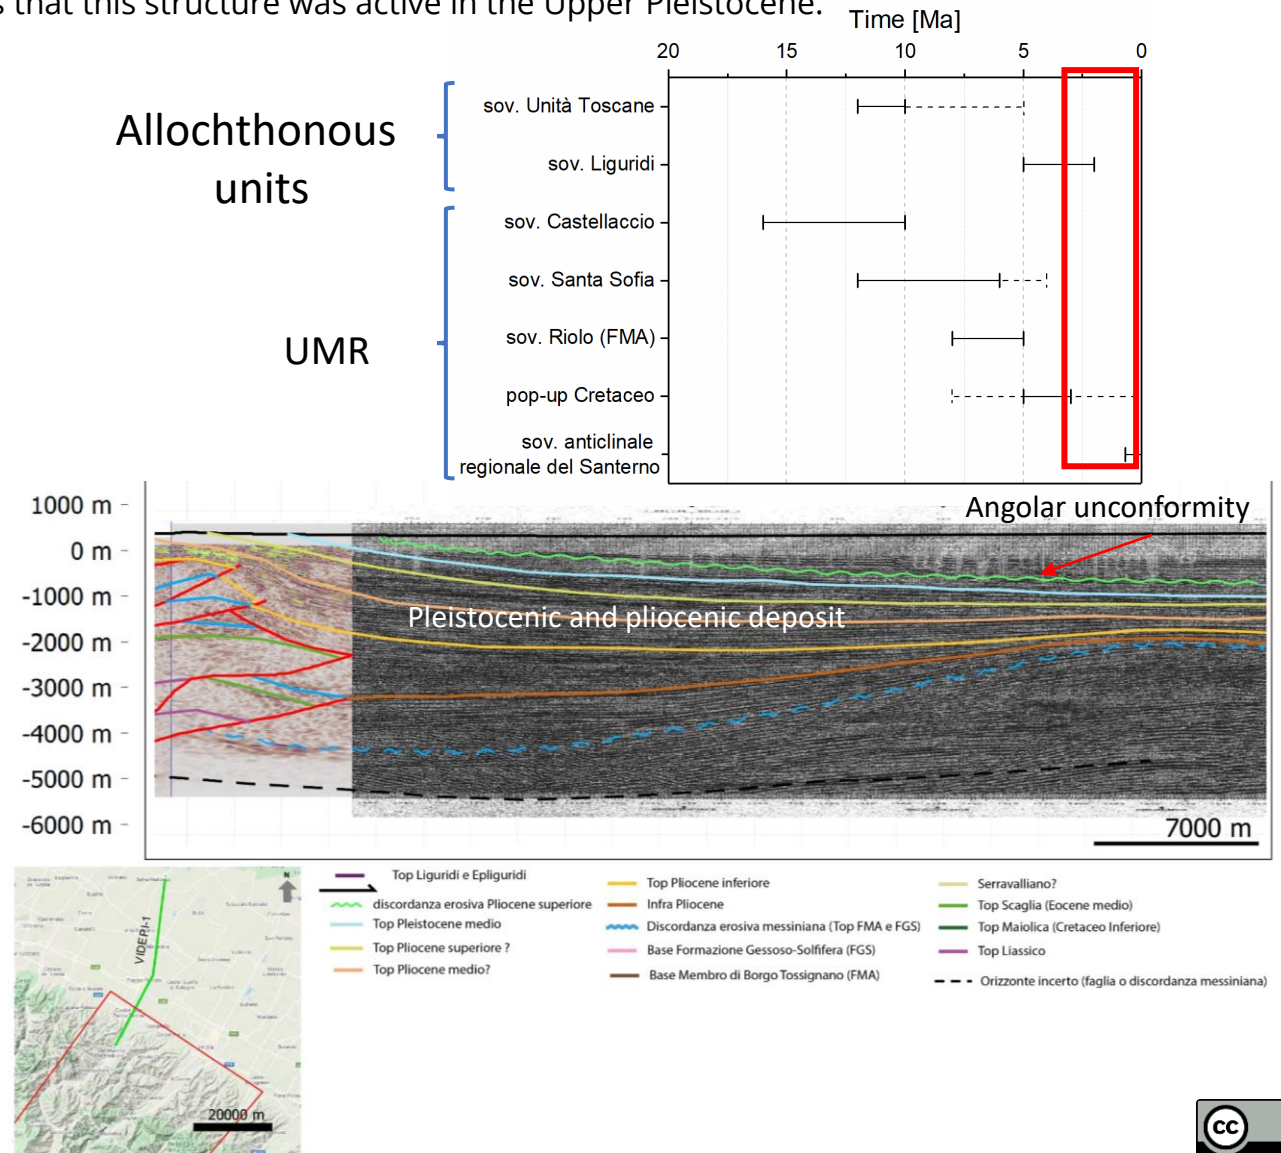 s that this structure was active in the Upper Pleistocene.
Time [Ma]
20 15 10 5 0
Allochthonous
units
sov. Unità Toscane
sov. Liguridi
UMR
sov. Castellaccio
sov. Santa Sofia
sov. Riolo (FMA)
pop-up Cretaceo
sov. anticlinale
regionale del Santerno
Angolar unconformity
1000 m
0 m
-1000 m
-2000 m
-3000 m
-4000 m
-5000 m
-6000 m
Pleistocenic and pliocenic deposit
7000 m
VIDEPI-1
N
20000 m
Top Liguridi e Epliguridi
discordanza erosiva Pliocene superiore
Top Pleistocene medio
Top Pliocene superiore ?
Top Pliocene medio?
Top Pliocene inferiore
Infra Pliocene
Discordanza erosiva messiniana (Top FMA e FGS)
Base Formazione Gessoso-Solfifera (FGS)
Base Membro di Borgo Tossignano (FMA)
Serravalliano?
Top Scaglia (Eocene medio)
Top Maiolica (Cretaceo Inferiore)
Top Liassico
Orizzonte incerto (faglia o discordanza messiniana)
cc